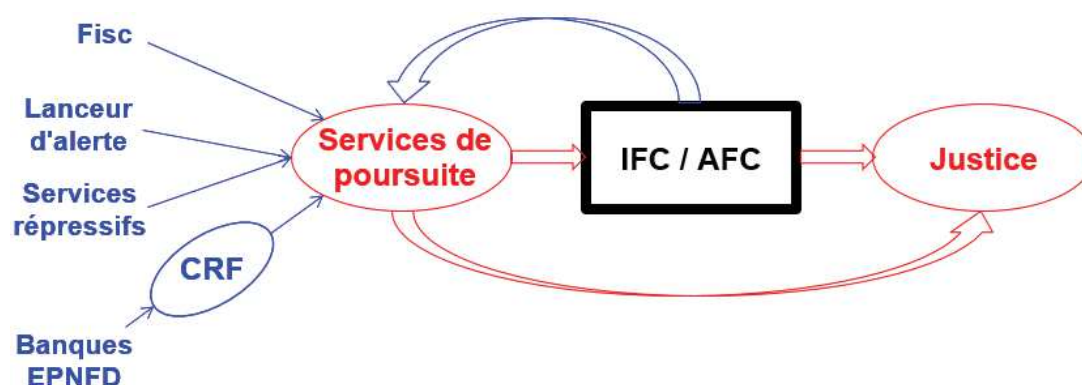 Fisc
Lanceur
d'alerte
Services
répressifs
CRF
Banques
EPNFD
Services de
poursuite
IFC / AFC
Justice